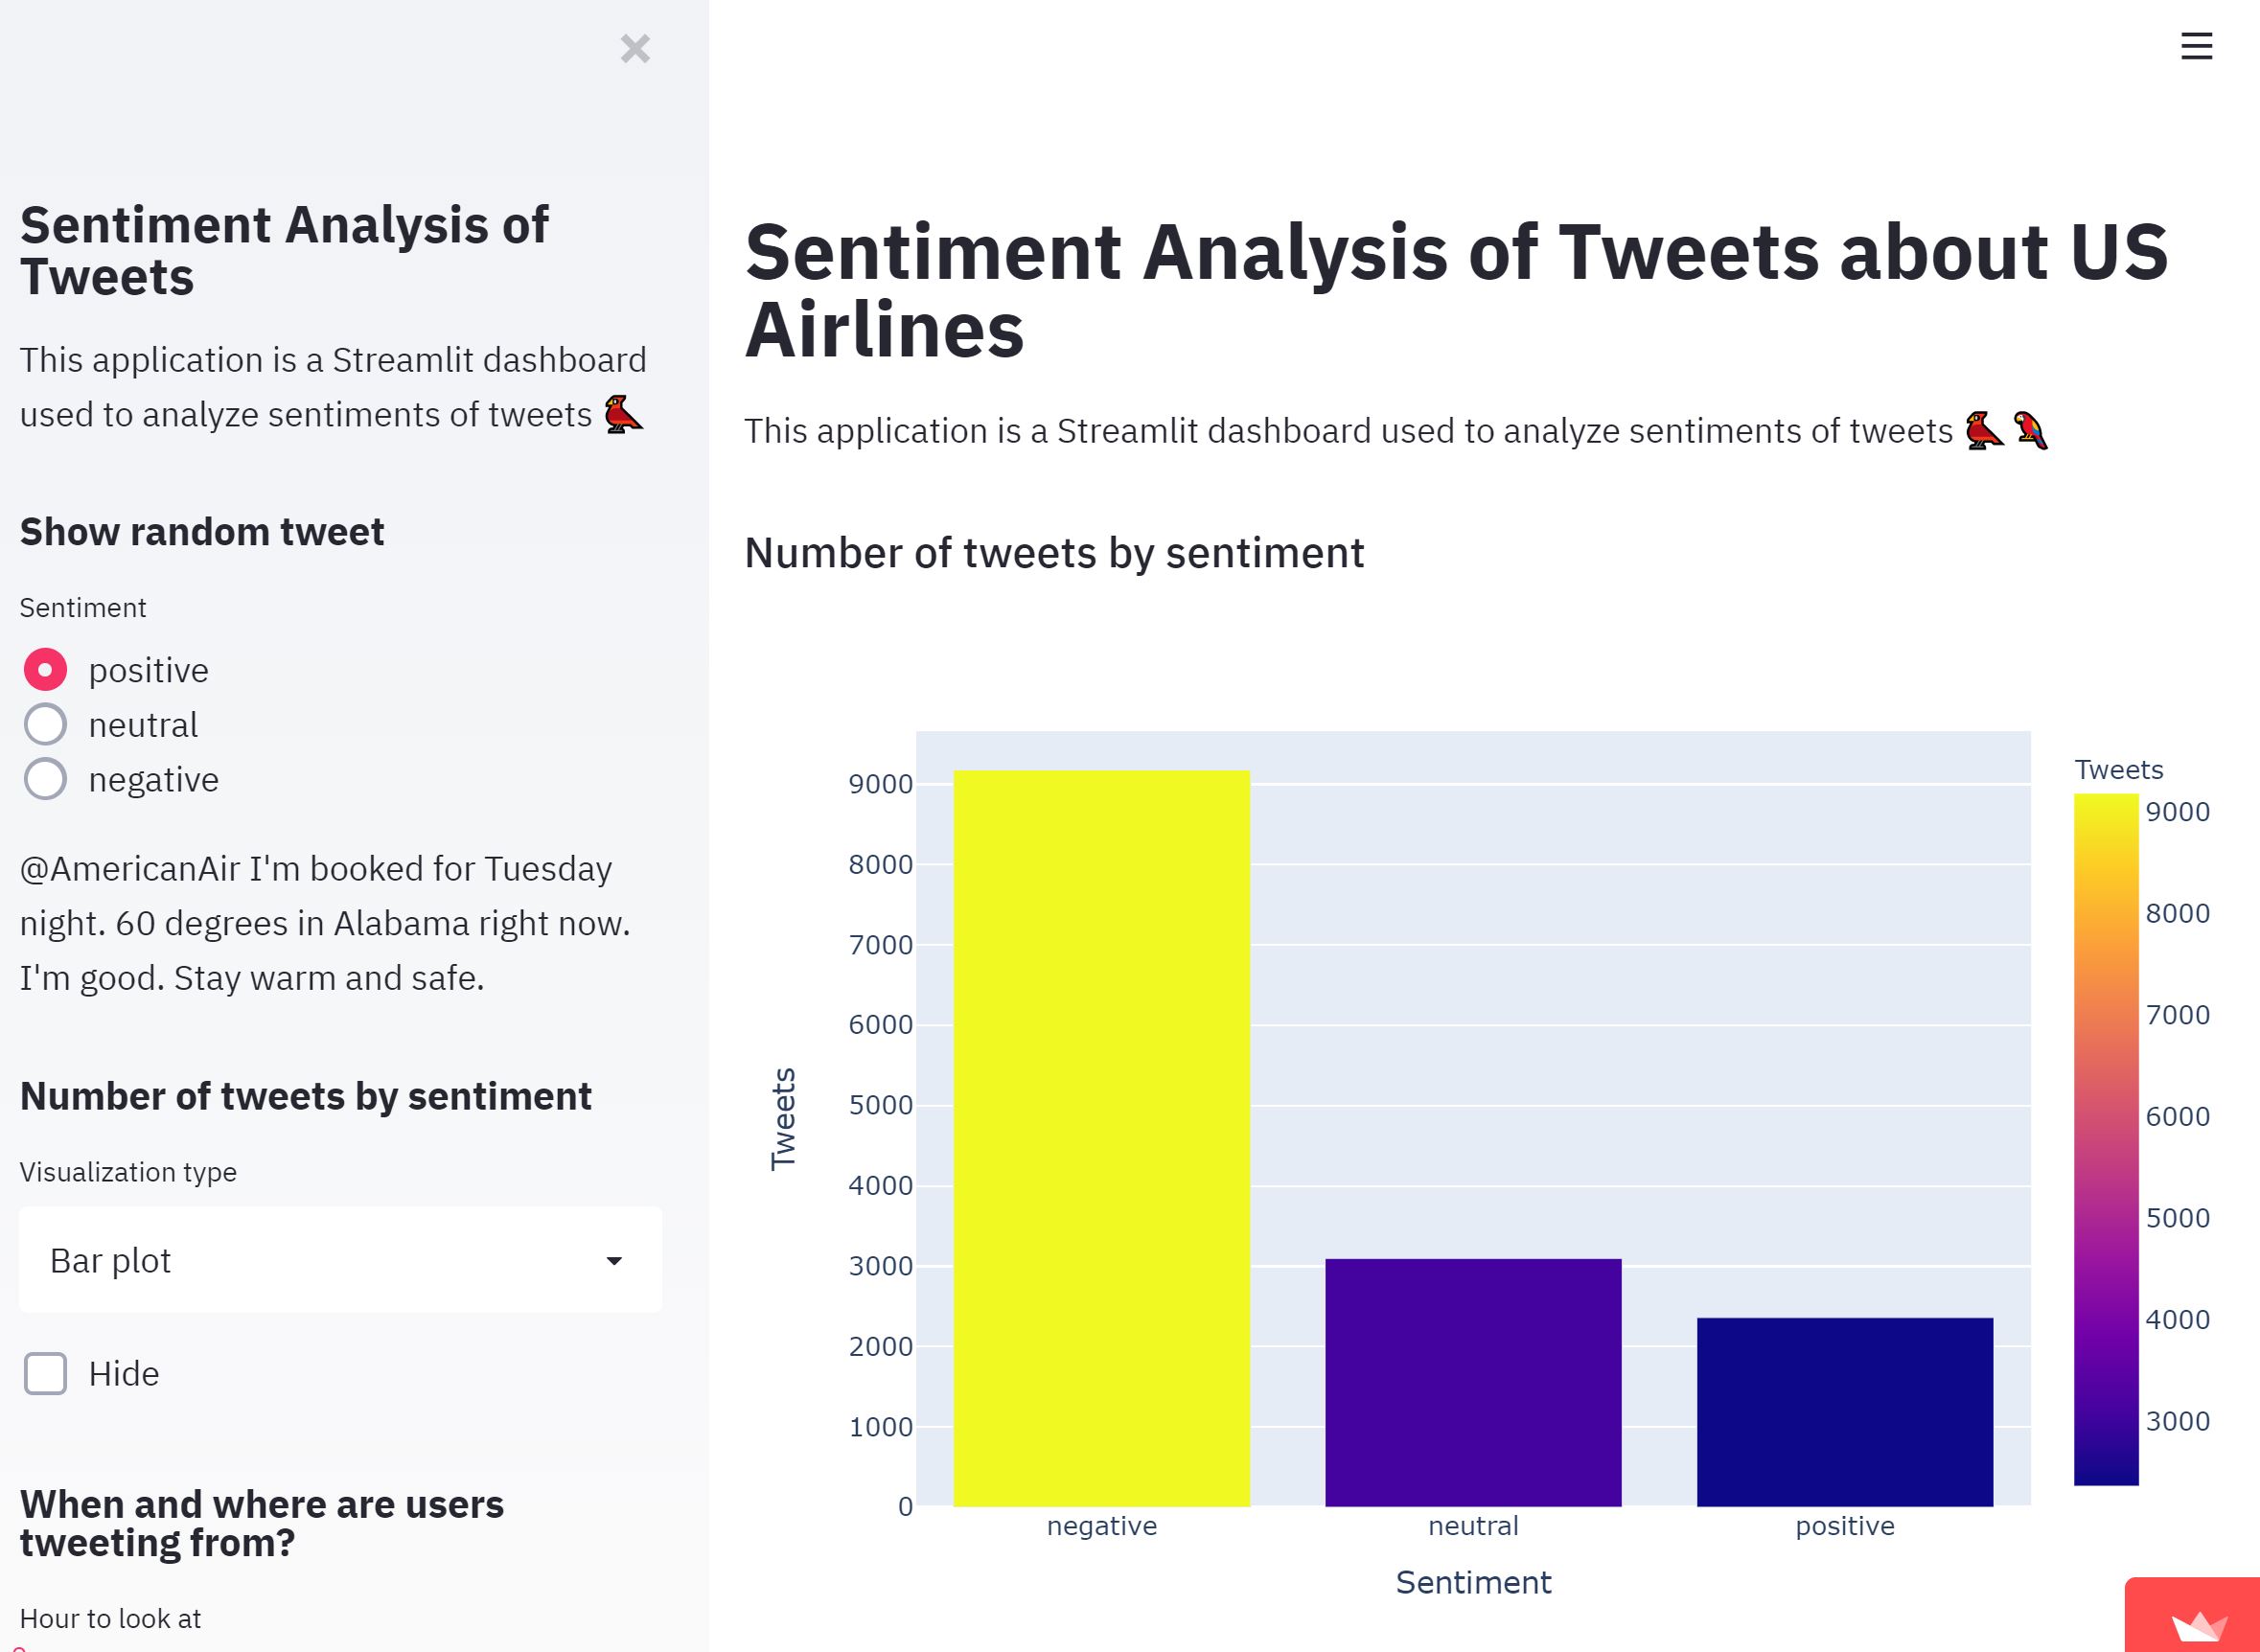 Sentiment Analysis of
Tweets
This application is a Streamlit dashboard
used to analyze sentiments of tweets
Show random tweet
Sentiment
positive
neutral
negative
@AmericanAir I'm booked for Tuesday
night. 60 degrees in Alabama right now.
I'm good. Stay warm and safe.
Number of tweets by sentiment
Visualization type
Bar plot
Hide
When and where are users
tweeting from?
Hour to look at
Sentiment Analysis of Tweets about US
Airlines
This application is a Streamlit dashboard used to analyze sentiments of tweets
Number of tweets by sentiment
9000
8000
7000
6000
5000
4000
3000
2000
1000
0
Tweets
negative
neutral
positive
Sentiment
Tweets
9000
8000
7000
6000
5000
4000
3000